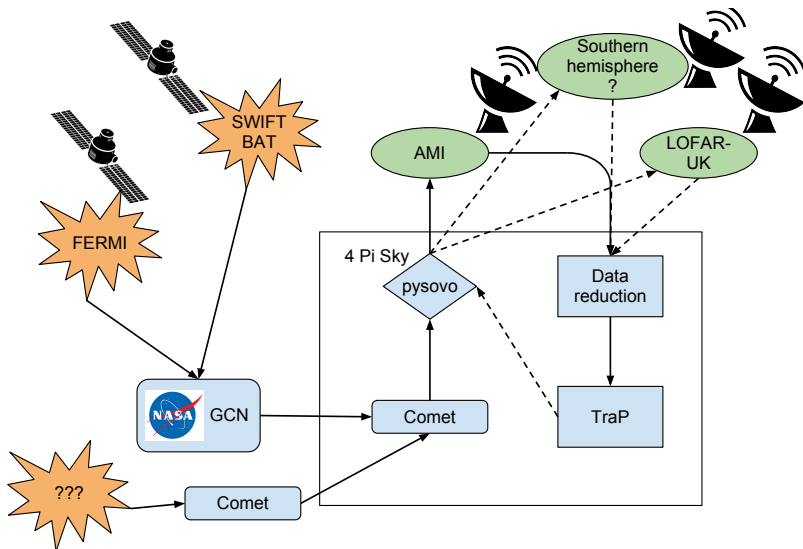 Southern
hemisphere
?
SWIFT
BAT
AMI
LOFAR-
UK
FERMI
4 Pi Sky
pysovo
Data
reduction
NASA
GCN
Comet
TraP
???
Comet